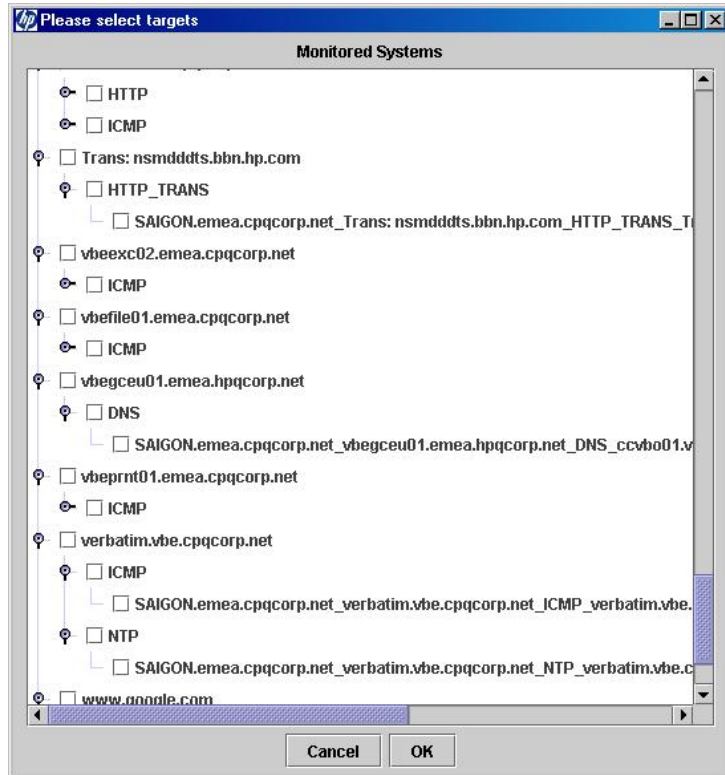 Please select targets
Monitored Systems
HTTP
ICMP
Trans: nsmdddts.bbn.hp.com
HTTP_TRANS
SAIGON.emea.cpqcorp.net_Trans: nsmdddts.bbn.hp.com_HTTP_TRANS_Tr
vbeexc02.emea.cpqcorp.net
ICMP
vbefile01.emea.cpqcorp.net
ICMP
vbegceu01.emea.hpqcorp.net
DNS
SAIGON.emea.cpqcorp.net_vbegceu01.emea.hpqcorp.net_DNS_ccvbo01.v
vbeprnt01.emea.cpqcorp.net
ICMP
verbatim.vbe.cpqcorp.net
ICMP
SAIGON.emea.cpqcorp.net_verbatim.vbe.cpqcorp.net_ICMP_verbatim.vbe.
NTP
SAIGON.emea.cpqcorp.net_verbatim.vbe.cpqcorp.net_NTP_verbatim.vbe.c
www.google.com
Cancel OK